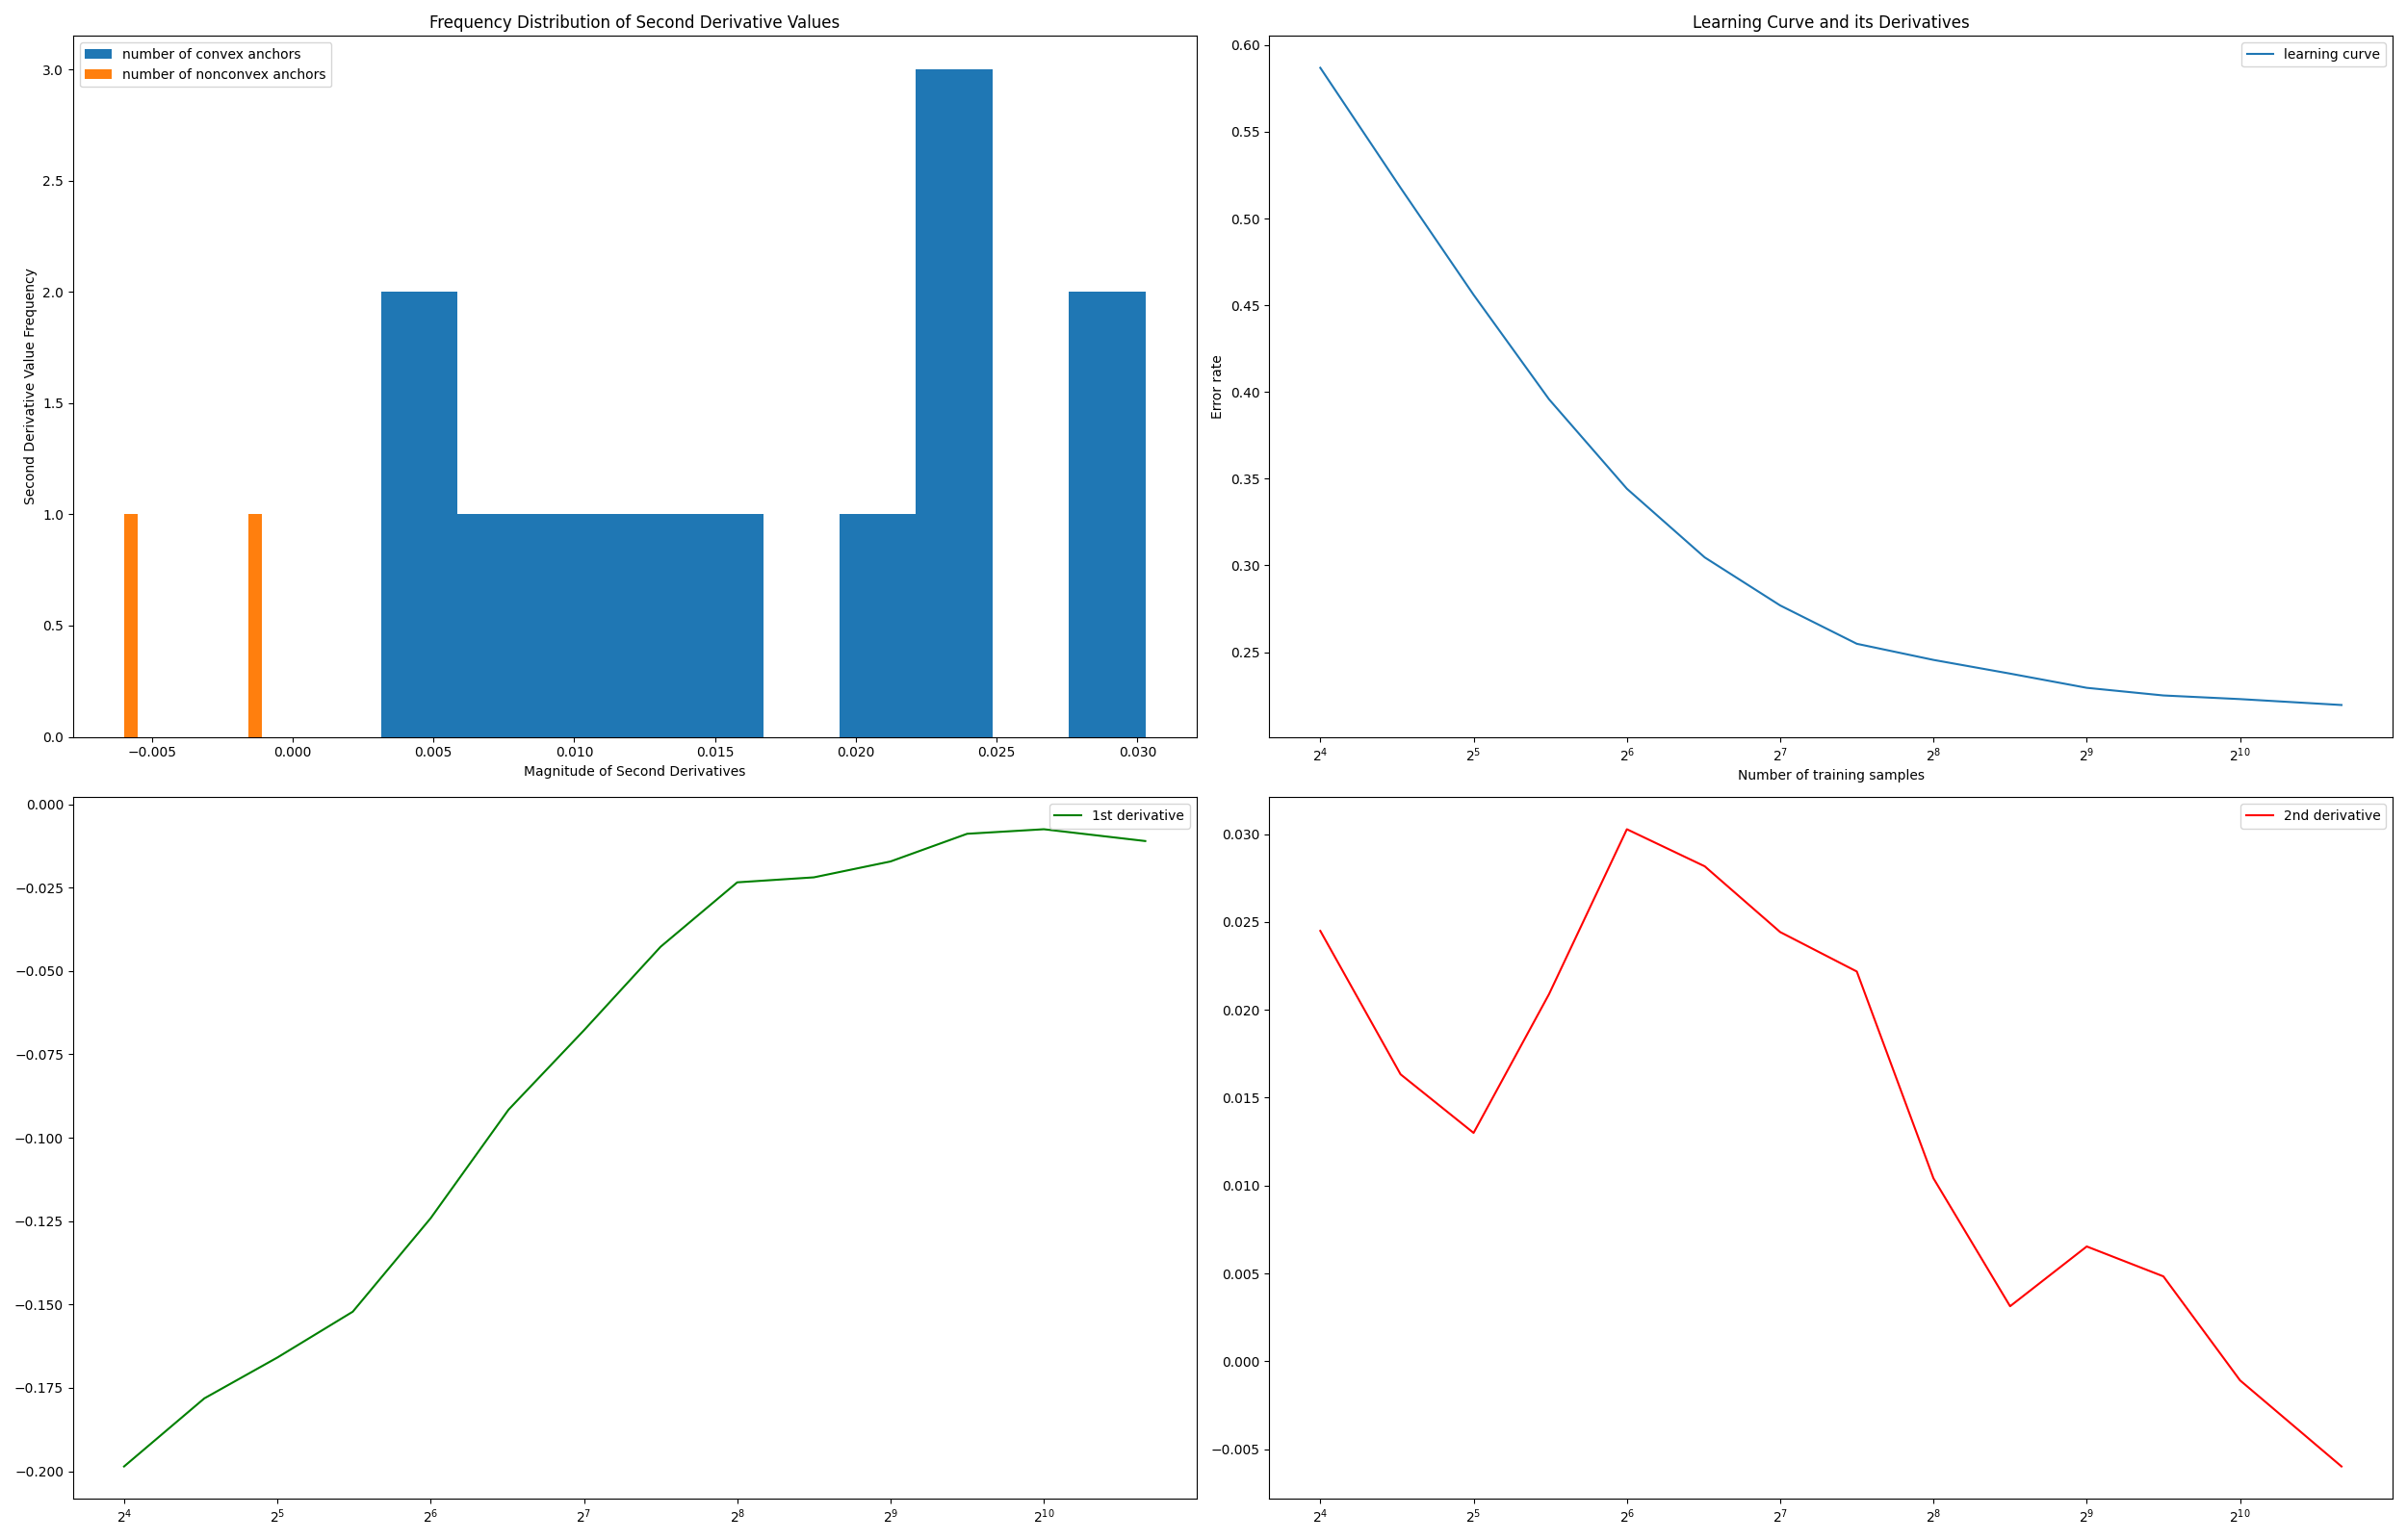 Frequency Distribution of Second Derivative Values
number of convex anchors
number of nonconvex anchors
Second Derivative Value Frequency
3.0
2.5
2.0
1.5
1.0
0.5
0.0
−0.005 0.000 0.005 0.010 0.015 0.020 0.025 0.030
Magnitude of Second Derivatives
Learning Curve and its Derivatives
learning curve
Error rate
0.60
0.55
0.50
0.45
0.40
0.35
0.30
0.25
2⁴ 2⁵ 2⁶ 2⁷ 2⁸ 2⁹ 2¹⁰
Number of training samples
1st derivative
0.000
−0.025
−0.050
−0.075
−0.100
−0.125
−0.150
−0.175
−0.200
2⁴ 2⁵ 2⁶ 2⁷ 2⁸ 2⁹ 2¹⁰
2nd derivative
0.030
0.025
0.020
0.015
0.010
0.005
0.000
−0.005
2⁴ 2⁵ 2⁶ 2⁷ 2⁸ 2⁹ 2¹⁰